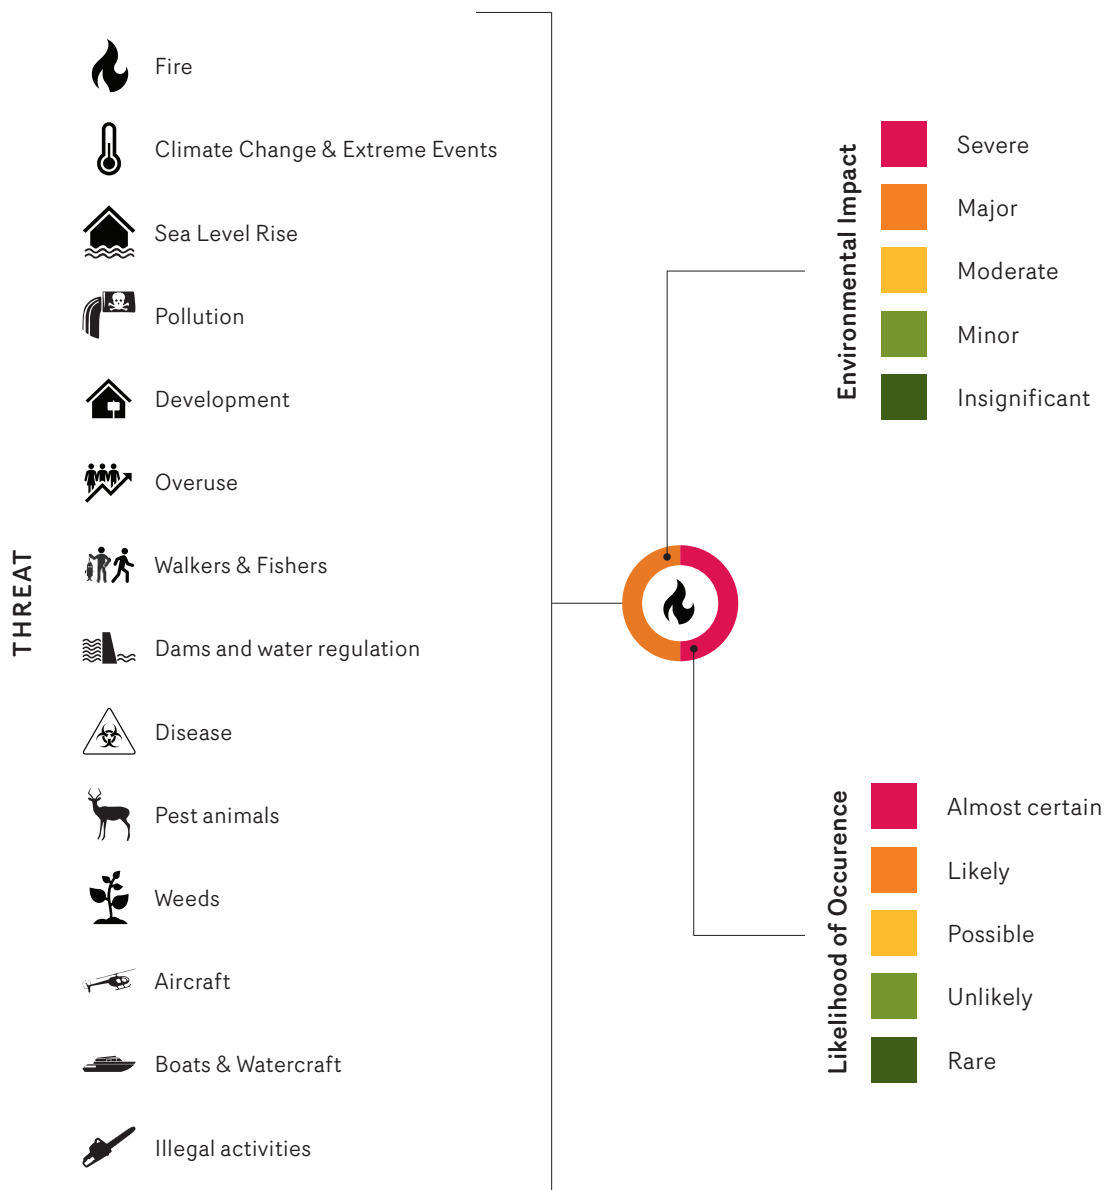 THREAT
Fire
Climate Change & Extreme Events
Sea Level Rise
Pollution
Development
Overuse
Walkers & Fishers
Dams and water regulation
Disease
Pest animals
Weeds
Aircraft
Boats & Watercraft
Illegal activities
Environmental Impact
Severe
Major
Moderate
Minor
Insignificant
Likelihood of Occurence
Almost certain
Likely
Possible
Unlikely
Rare